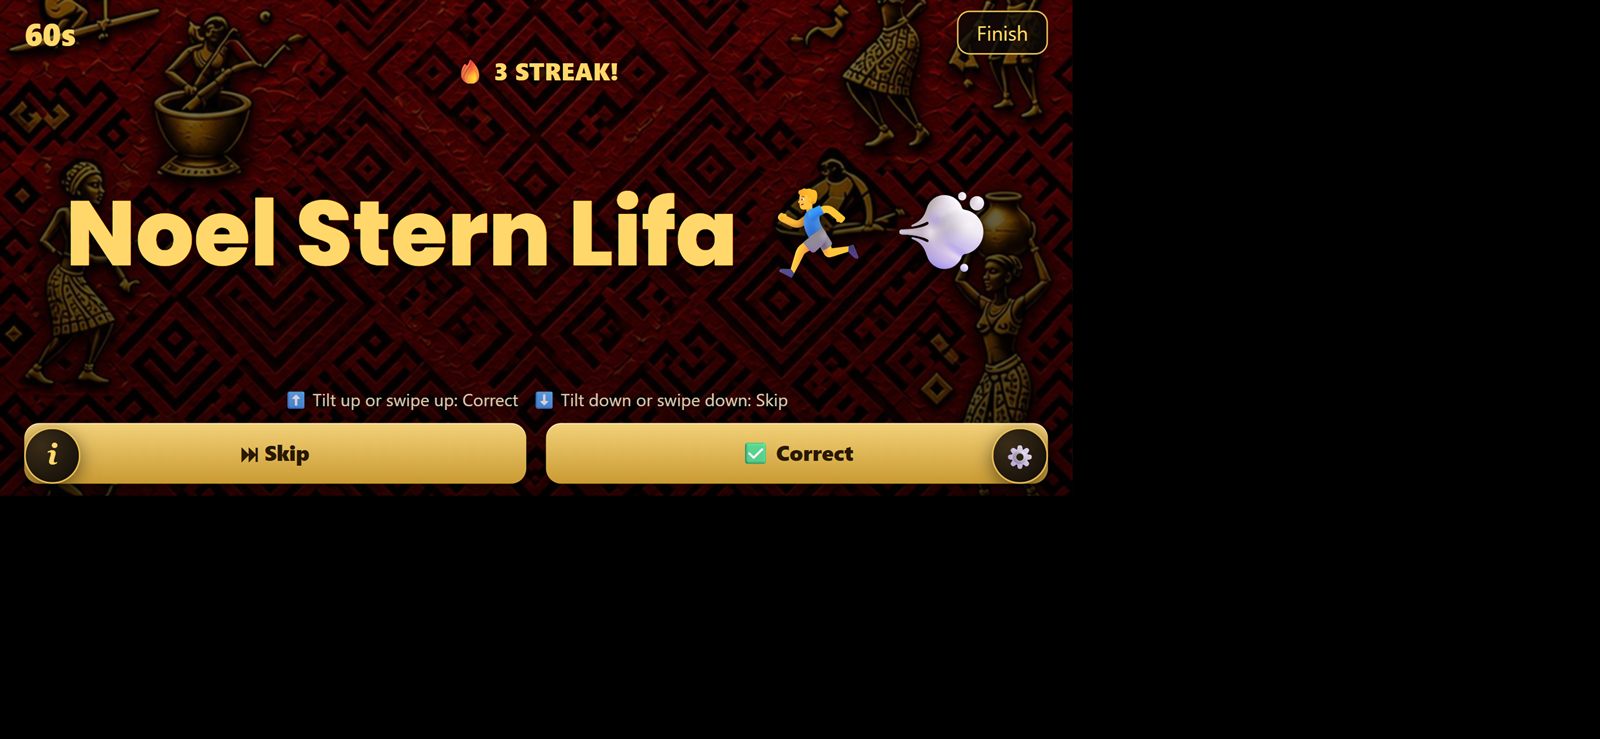 60s
Finish
🔥 3 STREAK!
Noel Stern Lifa 🏃 💨
⬆️ Tilt up or swipe up: Correct ⬇️ Tilt down or swipe down: Skip
i
⏭ Skip
✅ Correct